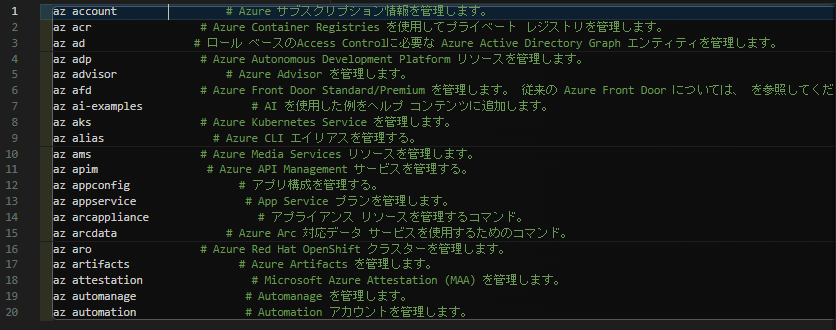 1 az account # Azure サブスクリプション情報を管理します。
2 az acr # Azure Container Registries を使用してプライベート レジストリを管理します。
3 az ad # ロール ベースのAccess Controlに必要な Azure Active Directory Graph エンティティを管理します。
4 az adp # Azure Autonomous Development Platform リソースを管理します。
5 az advisor # Azure Advisor を管理します。
6 az afd # Azure Front Door Standard/Premium を管理します。 従来の Azure Front Door については、 を参照してくだ
7 az ai-examples # AI を使用した例をヘルプ コンテンツに追加します。
8 az aks # Azure Kubernetes Service を管理します。
9 az alias # Azure CLI エイリアスを管理する。
10 az ams # Azure Media Services リソースを管理します。
11 az apim # Azure API Management サービスを管理する。
12 az appconfig # アプリ構成を管理する。
13 az appservice # App Service プランを管理します。
14 az arcappliance # アプライアンス リソースを管理するコマンド。
15 az arcdata # Azure Arc 対応データ サービスを使用するためのコマンド。
16 az aro # Azure Red Hat OpenShift クラスターを管理します。
17 az artifacts # Azure Artifacts を管理します。
18 az attestation # Microsoft Azure Attestation (MAA) を管理します。
19 az automanage # Automanage を管理します。
20 az automation # Automation アカウントを管理します。